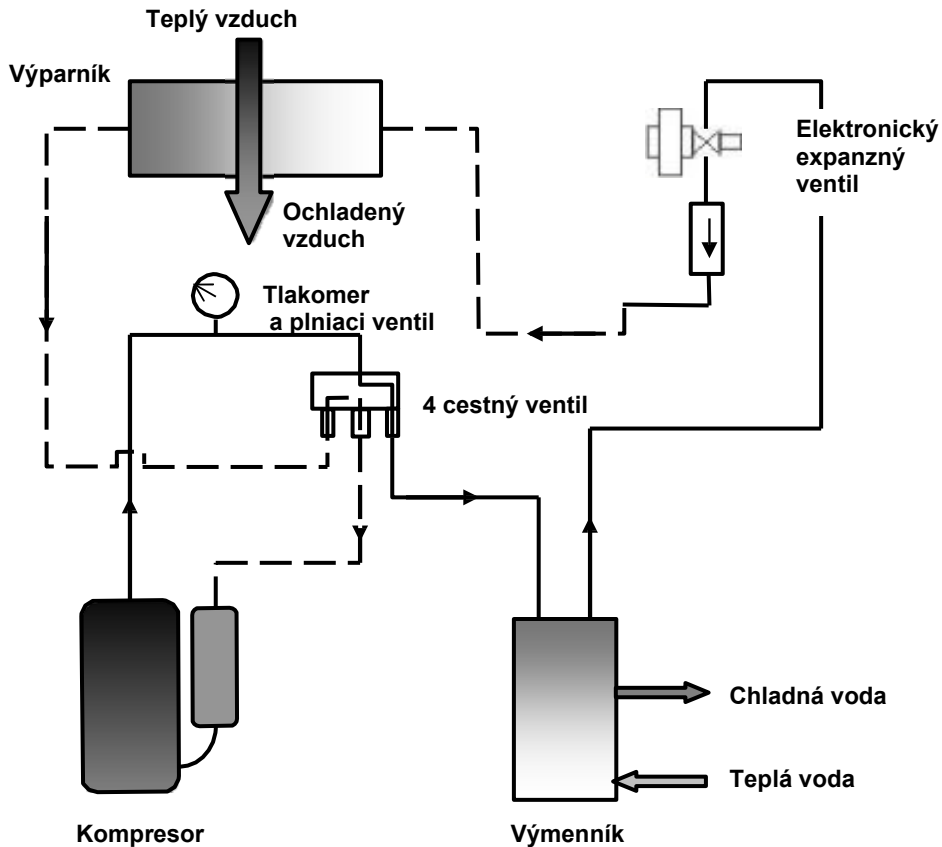 Teplý vzduch
Výparník
Elektronický
expanzný
ventil
Ochladený
vzduch
Tlakomer
a plniaci ventil
4 cestný ventil
Chladná voda
Teplá voda
Kompresor
Výmenník